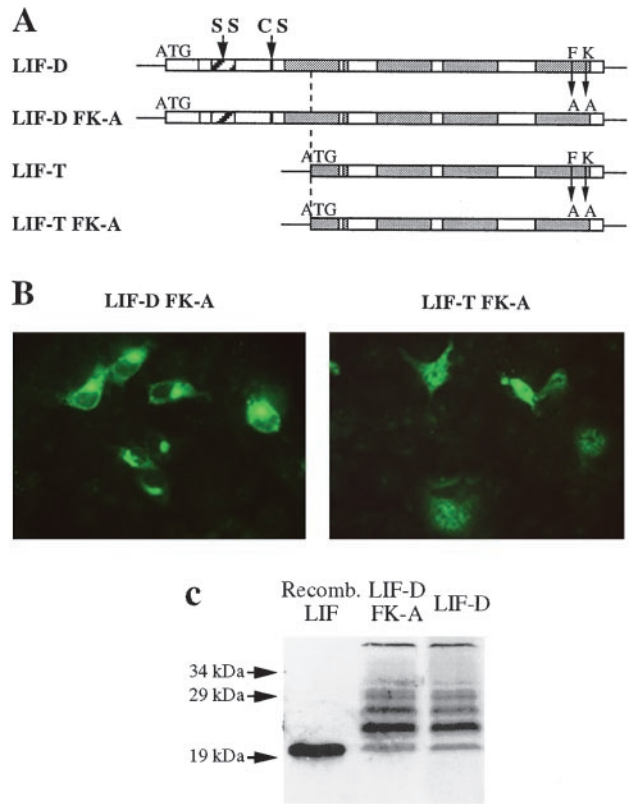 A
S S C S
ATG F K
LIF-D
ATG A A
LIF-D FK-A
ATG F K
LIF-T
ATG A A
LIF-T FK-A
B
LIF-D FK-A LIF-T FK-A
c
Recomb. LIF-D LIF-D
LIF FK-A
34 kDa
29 kDa
19 kDa